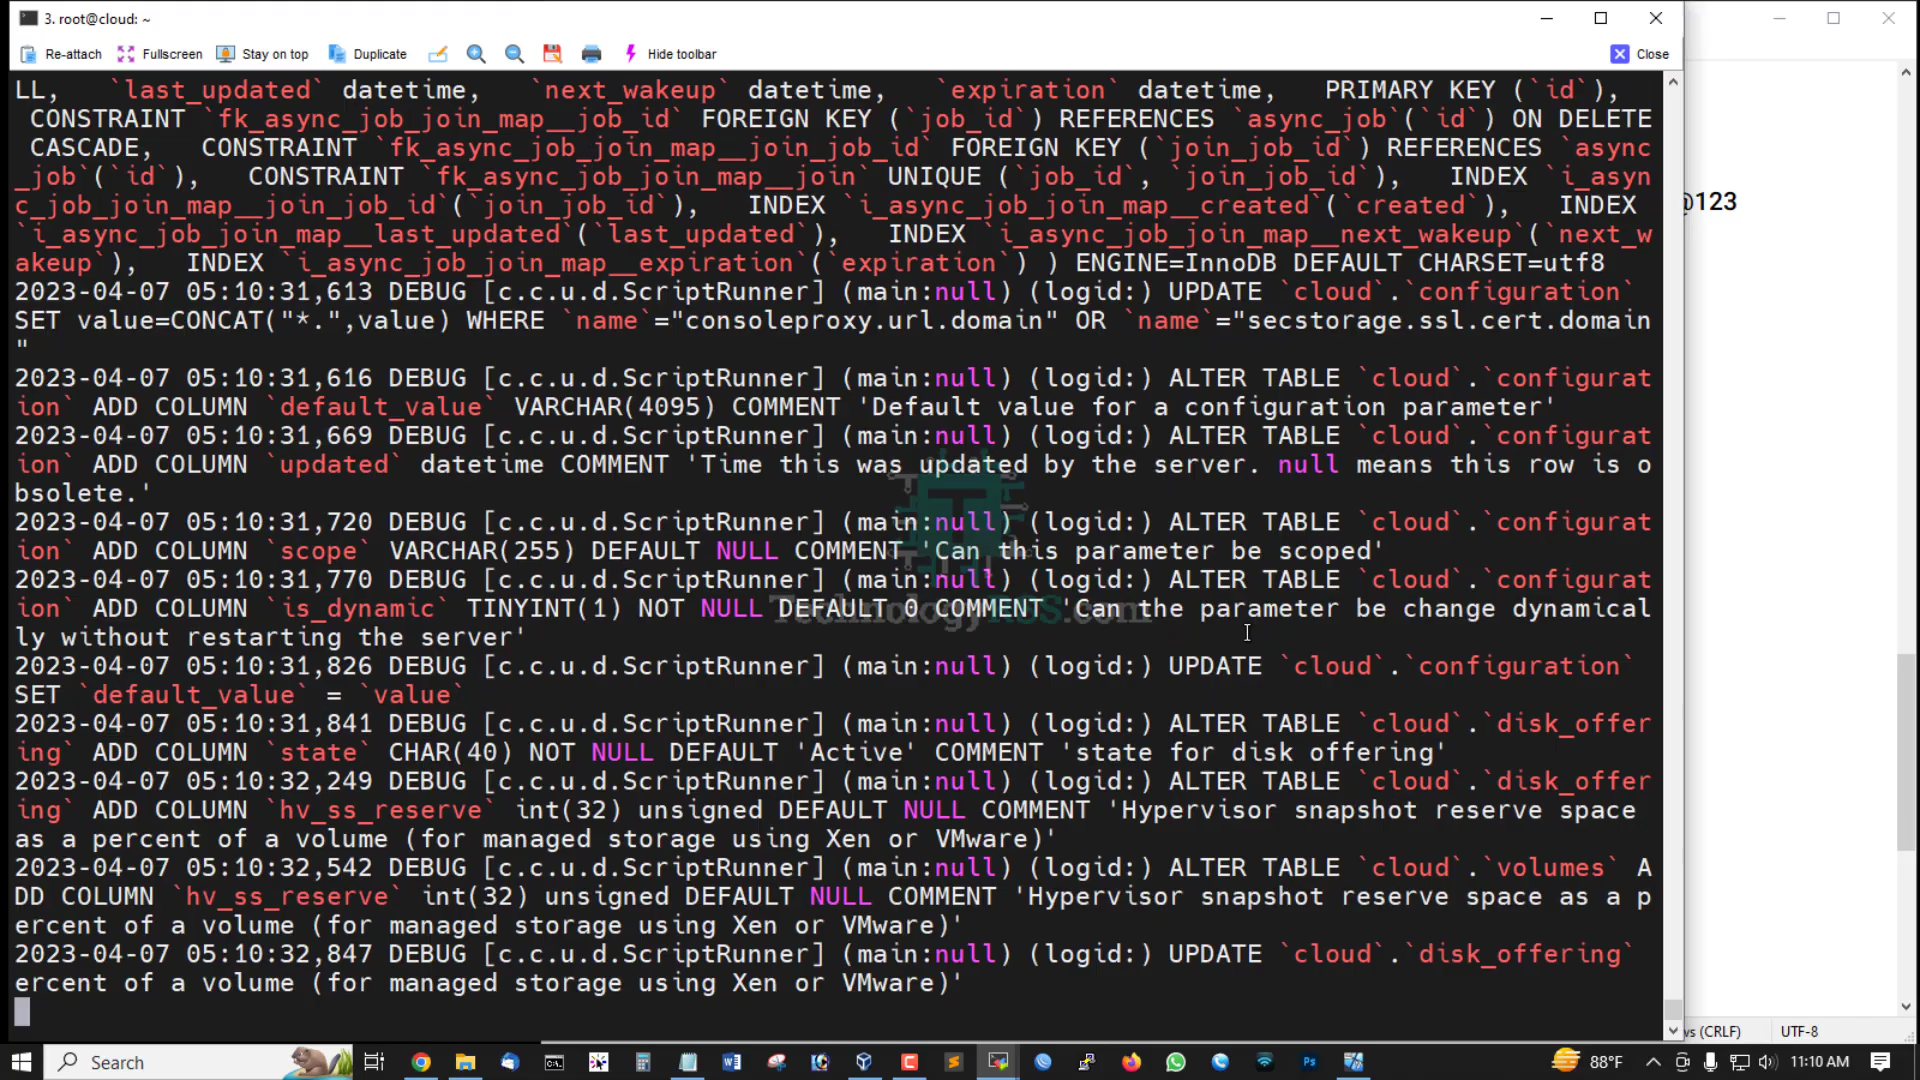 3. root@cloud: ~
Re-attach Fullscreen Stay on top Duplicate Hide toolbar Close
LL, `last_updated` datetime, `next_wakeup` datetime, `expiration` datetime, PRIMARY KEY (`id`),
CONSTRAINT `fk_async_job_join_map__job_id` FOREIGN KEY (`job_id`) REFERENCES `async_job`(`id`) ON DELETE
CASCADE, CONSTRAINT `fk_async_job_join_map__join_job_id` FOREIGN KEY (`join_job_id`) REFERENCES `async
_job`(`id`), CONSTRAINT `fk_async_job_join_map__join` UNIQUE (`job_id`, `join_job_id`), INDEX `i_asyn
c_job_join_map__join_job_id`(`join_job_id`), INDEX `i_async_job_join_map__created`(`created`), INDEX
@123
`i_async_job_join_map__last_updated`(`last_updated`), INDEX `i_async_job_join_map__next_wakeup`(`next_w
akeup`), INDEX `i_async_job_join_map__expiration`(`expiration`) ) ENGINE=InnoDB DEFAULT CHARSET=utf8
2023-04-07 05:10:31,613 DEBUG [c.c.u.d.ScriptRunner] (main:null) (logid:) UPDATE `cloud`.`configuration`
SET value=CONCAT("*.",value) WHERE `name`="consoleproxy.url.domain" OR `name`="secstorage.ssl.cert.domain
"
2023-04-07 05:10:31,616 DEBUG [c.c.u.d.ScriptRunner] (main:null) (logid:) ALTER TABLE `cloud`.`configurat
ion` ADD COLUMN `default_value` VARCHAR(4095) COMMENT 'Default value for a configuration parameter'
2023-04-07 05:10:31,669 DEBUG [c.c.u.d.ScriptRunner] (main:null) (logid:) ALTER TABLE `cloud`.`configurat
ion` ADD COLUMN `updated` datetime COMMENT 'Time this was updated by the server. null means this row is o
bsolete.'
2023-04-07 05:10:31,720 DEBUG [c.c.u.d.ScriptRunner] (main:null) (logid:) ALTER TABLE `cloud`.`configurat
ion` ADD COLUMN `scope` VARCHAR(255) DEFAULT NULL COMMENT 'Can this parameter be scoped'
2023-04-07 05:10:31,770 DEBUG [c.c.u.d.ScriptRunner] (main:null) (logid:) ALTER TABLE `cloud`.`configurat
ion` ADD COLUMN `is_dynamic` TINYINT(1) NOT NULL DEFAULT 0 COMMENT 'Can the parameter be change dynamical
TechnologyRSS.com
ly without restarting the server'
2023-04-07 05:10:31,826 DEBUG [c.c.u.d.ScriptRunner] (main:null) (logid:) UPDATE `cloud`.`configuration`
SET `default_value` = `value`
2023-04-07 05:10:31,841 DEBUG [c.c.u.d.ScriptRunner] (main:null) (logid:) ALTER TABLE `cloud`.`disk_offer
ing` ADD COLUMN `state` CHAR(40) NOT NULL DEFAULT 'Active' COMMENT 'state for disk offering'
2023-04-07 05:10:32,249 DEBUG [c.c.u.d.ScriptRunner] (main:null) (logid:) ALTER TABLE `cloud`.`disk_offer
ing` ADD COLUMN `hv_ss_reserve` int(32) unsigned DEFAULT NULL COMMENT 'Hypervisor snapshot reserve space
as a percent of a volume (for managed storage using Xen or VMware)'
2023-04-07 05:10:32,542 DEBUG [c.c.u.d.ScriptRunner] (main:null) (logid:) ALTER TABLE `cloud`.`volumes` A
DD COLUMN `hv_ss_reserve` int(32) unsigned DEFAULT NULL COMMENT 'Hypervisor snapshot reserve space as a p
ercent of a volume (for managed storage using Xen or VMware)'
2023-04-07 05:10:32,847 DEBUG [c.c.u.d.ScriptRunner] (main:null) (logid:) UPDATE `cloud`.`disk_offering`
ercent of a volume (for managed storage using Xen or VMware)'
(CRLF) UTF-8
Search 88°F 11:10 AM